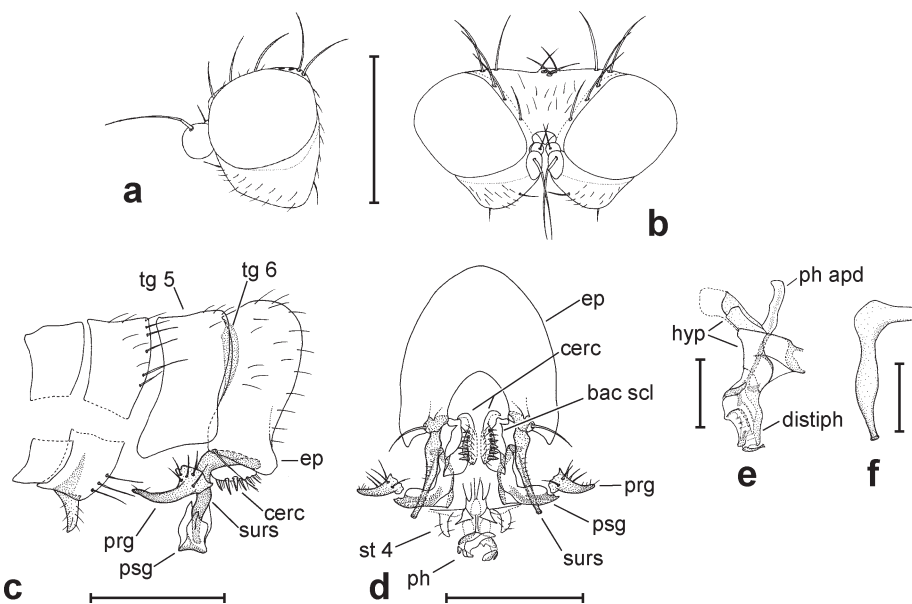 a
b
tg 5
tg 6
ep
cerc
surs
prg
psg
c
ep
cerc
bac scl
prg
psg
surs
st 4
ph
d
ph apd
hyp
distiph
e
f